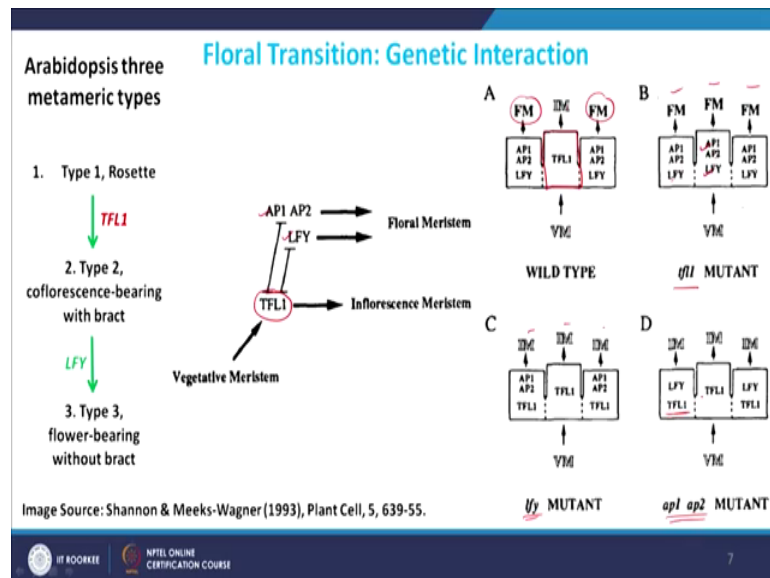 Floral Transition: Genetic Interaction
Arabidopsis three
metameric types
1. Type 1, Rosette
TFL1
2. Type 2,
coflorescence-bearing
with bract
LFY
3. Type 3,
flower-bearing
without bract
AP1 AP2
Floral Meristem
LFY
TFL1
Inflorescence Meristem
Vegetative Meristem
A
FM IM FM
AP1 AP1
AP2 TFL1 AP2
LFY LFY
VM
WILD TYPE
B
FM FM FM
AP1 AP1 AP1
AP2 AP2 AP2
LFY LFY LFY
VM
tfl1 MUTANT
C
IM IM IM
AP1 AP1
AP2 TFL1 AP2
TFL1 TFL1
VM
lfy MUTANT
D
IM IM IM
LFY TFL1 LFY
TFL1 TFL1
VM
ap1 ap2 MUTANT
Image Source: Shannon & Meeks-Wagner (1993), Plant Cell, 5, 639-55.
IIT ROORKEE
NPTEL ONLINE
CERTIFICATION COURSE
7